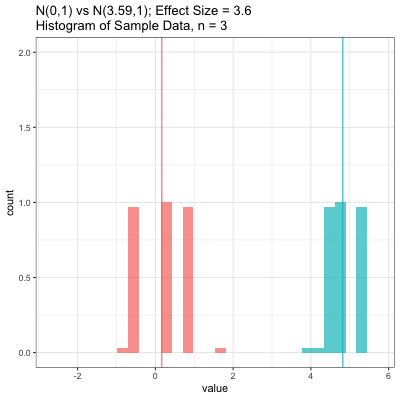 N(0,1) vs N(3.59,1); Effect Size = 3.6
Histogram of Sample Data, n = 3
2.0
1.5
count
1.0
0.5
0.0
-2
0
2
4
6
value